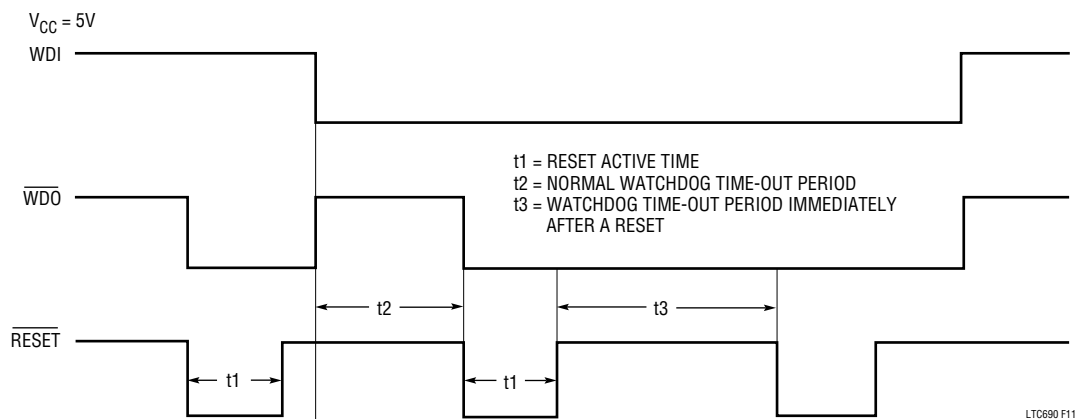 V_CC = 5V
WDI
t1 = RESET ACTIVE TIME
t2 = NORMAL WATCHDOG TIME-OUT PERIOD
t3 = WATCHDOG TIME-OUT PERIOD IMMEDIATELY
AFTER A RESET
WDO
t2
t3
RESET
t1
t1
LTC690 F11